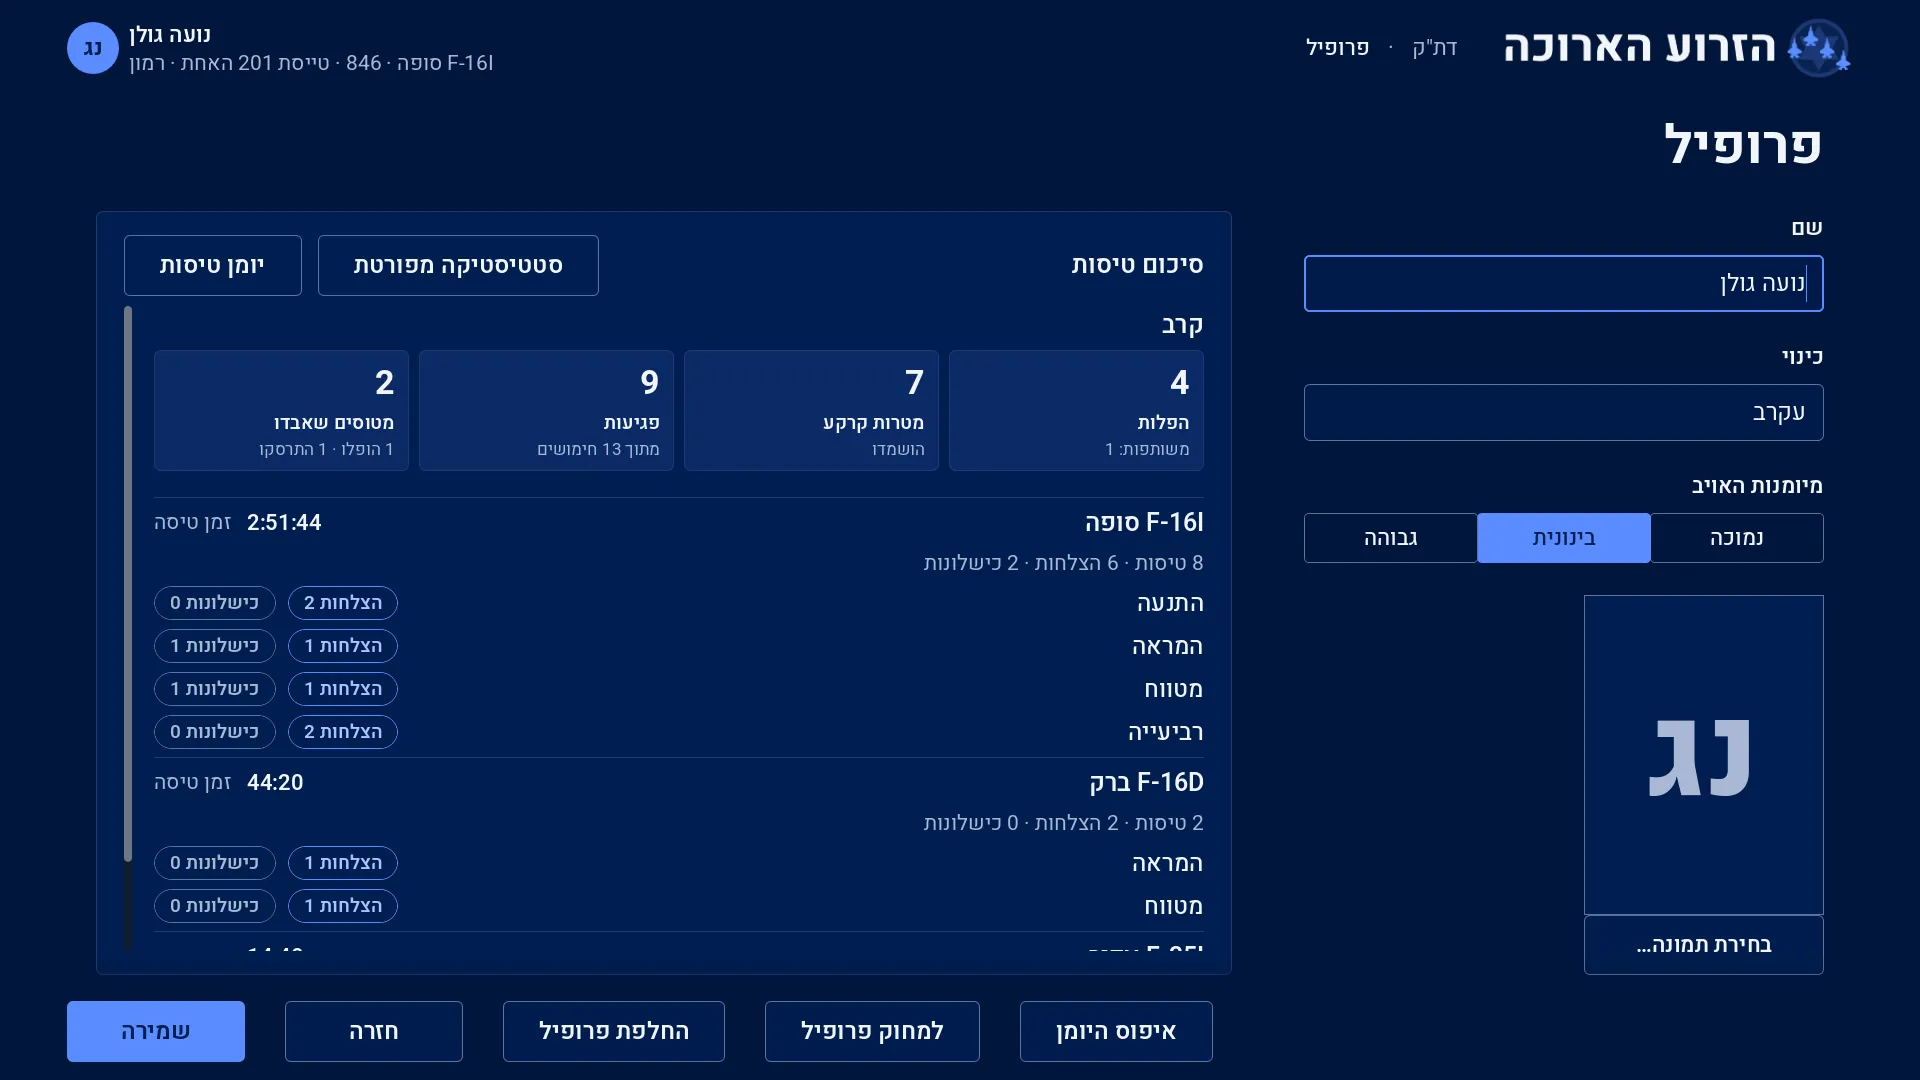 הזרוע הארוכה
דת"ק · פרופיל
נועה גולן
F-16I סופה · 846 · טייסת 201 האחת · רמון
נג
פרופיל
שם
נועה גולן
כינוי
עקרב
מיומנות האויב
נמוכה
בינונית
גבוהה
נג
בחירת תמונה...
סיכום טיסות
סטטיסטיקה מפורטת
יומן טיסות
קרב
4
הפלות
משותפות: 1
7
מטרות קרקע
הושמדו
9
פגיעות
מתוך 13 חימושים
2
מטוסים שאבדו
1 הופלו · 1 התרסקו
F-16I סופה
2:51:44 זמן טיסה
8 טיסות · 6 הצלחות · 2 כישלונות
התנעה
הצלחות 2
כישלונות 0
המראה
הצלחות 1
כישלונות 1
מטווח
הצלחות 1
כישלונות 1
רביעייה
הצלחות 2
כישלונות 0
F-16D ברק
44:20 זמן טיסה
2 טיסות · 2 הצלחות · 0 כישלונות
המראה
הצלחות 1
כישלונות 0
מטווח
הצלחות 1
כישלונות 0
איפוס היומן
למחוק פרופיל
החלפת פרופיל
חזרה
שמירה